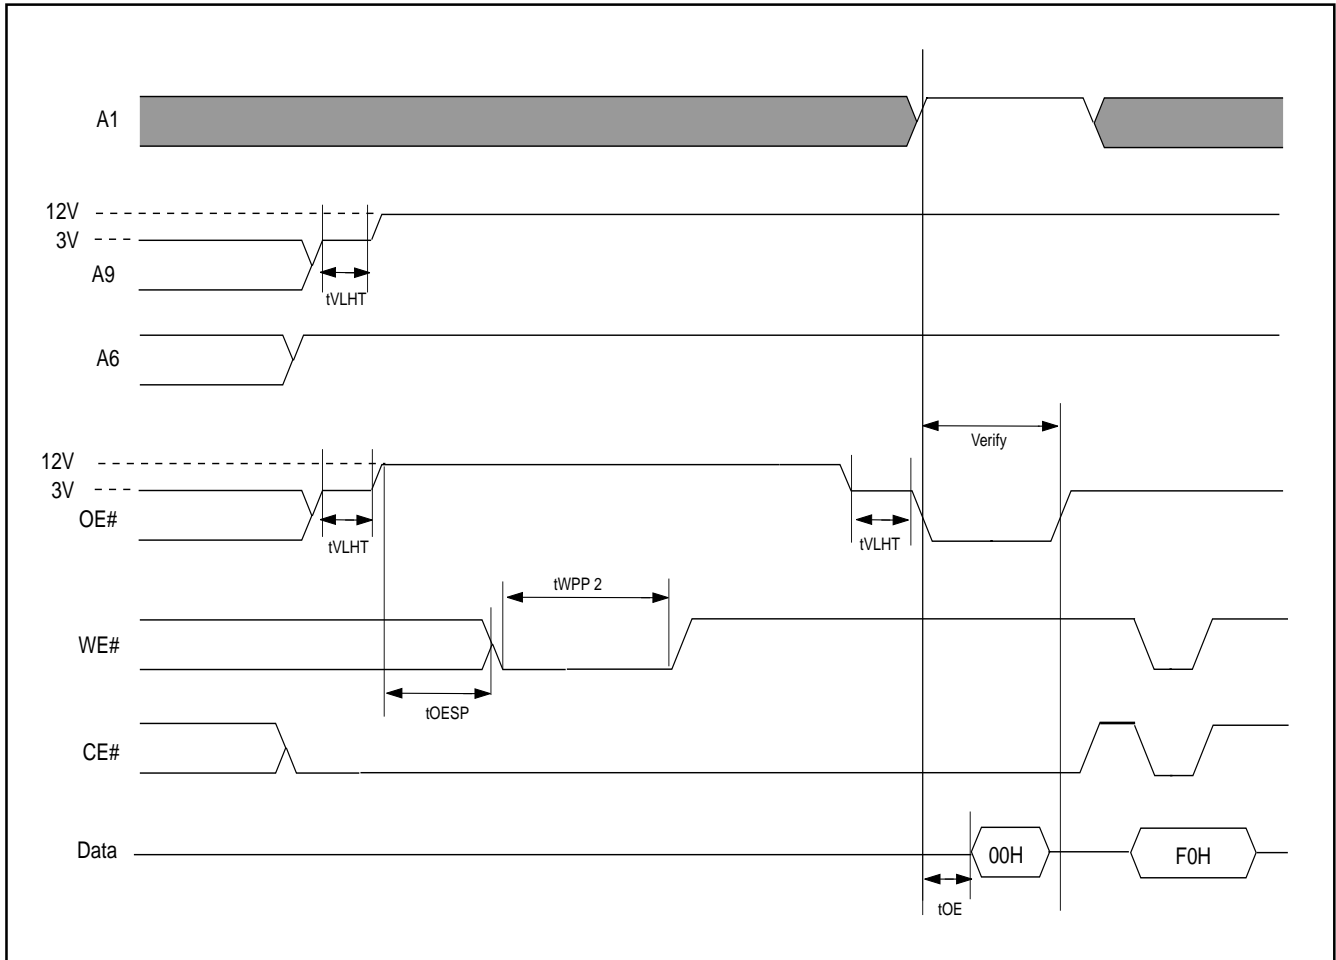 A1
12V
3V
A9
tVLHT
A6
Verify
12V
3V
OE#
tVLHT
tVLHT
tWPP 2
WE#
tOESP
CE#
Data
00H
F0H
tOE